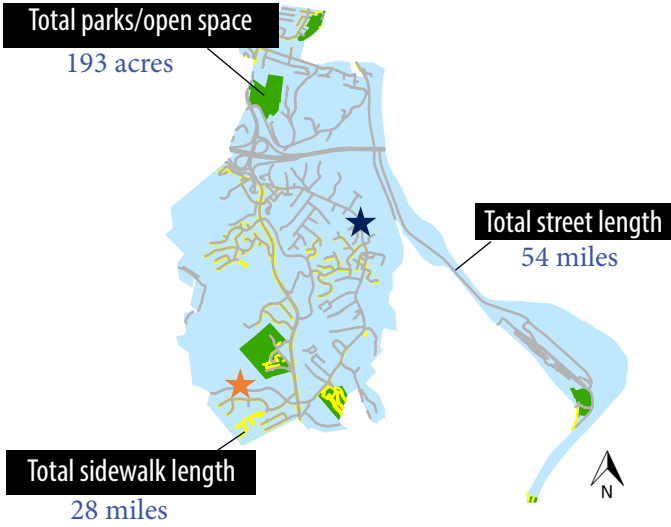 Total parks/open space
193 acres
Total street length
54 miles
Total sidewalk length
28 miles
N